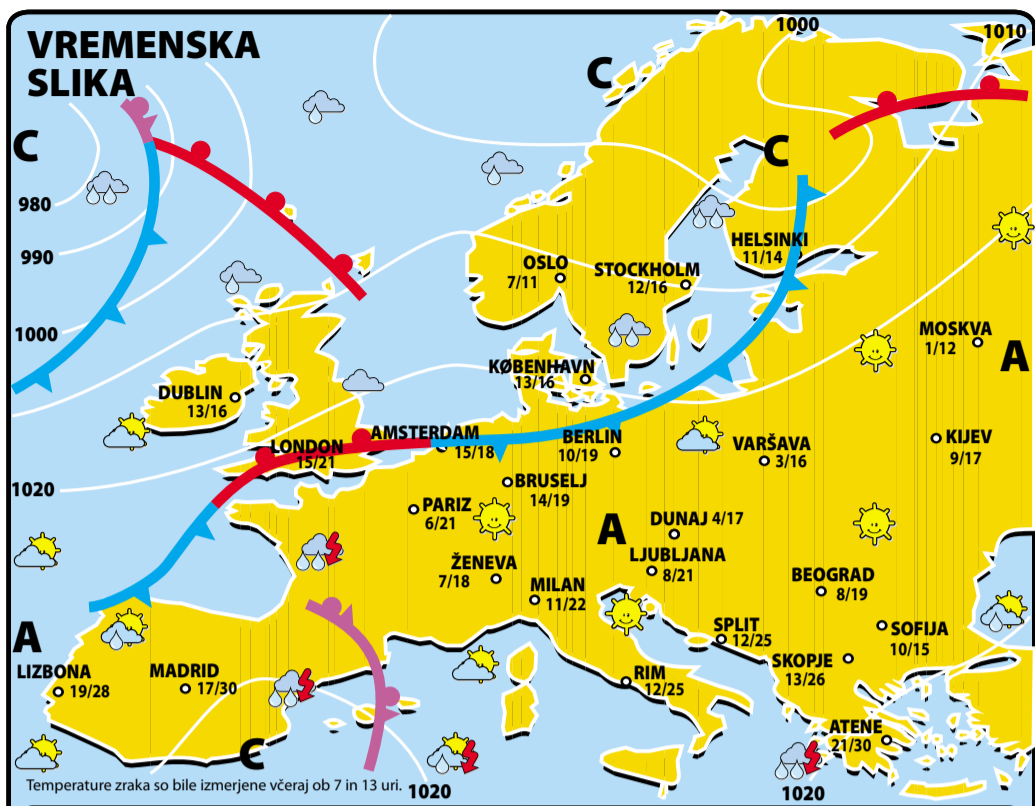 VREMENSKA
SLIKA
1000
1010
C
C
C
980
990
1000
1020
HELSINKI
11/14
OSLO
7/11
STOCKHOLM
12/16
MOSKVA
1/12
A
KØBENHAVN
13/16
DUBLIN
13/16
LONDON
15/21
AMSTERDAM
15/18
BERLIN
10/19
VARŠAVA
3/16
KIJEV
9/17
BRUSELJ
14/19
PARIZ
6/21
A
DUNAJ 4/17
LJUBLJANA
8/21
ŽENEVA
7/18
MILAN
11/22
BEOGRAD
8/19
A
LIZBONA
19/28
MADRID
17/30
SPLIT
12/25
SOFIJA
10/15
SKOPJE
13/26
RIM
12/25
ATENE
21/30
C
Temperature zraka so bile izmerjene včeraj ob 7 in 13 uri.
1020
1020